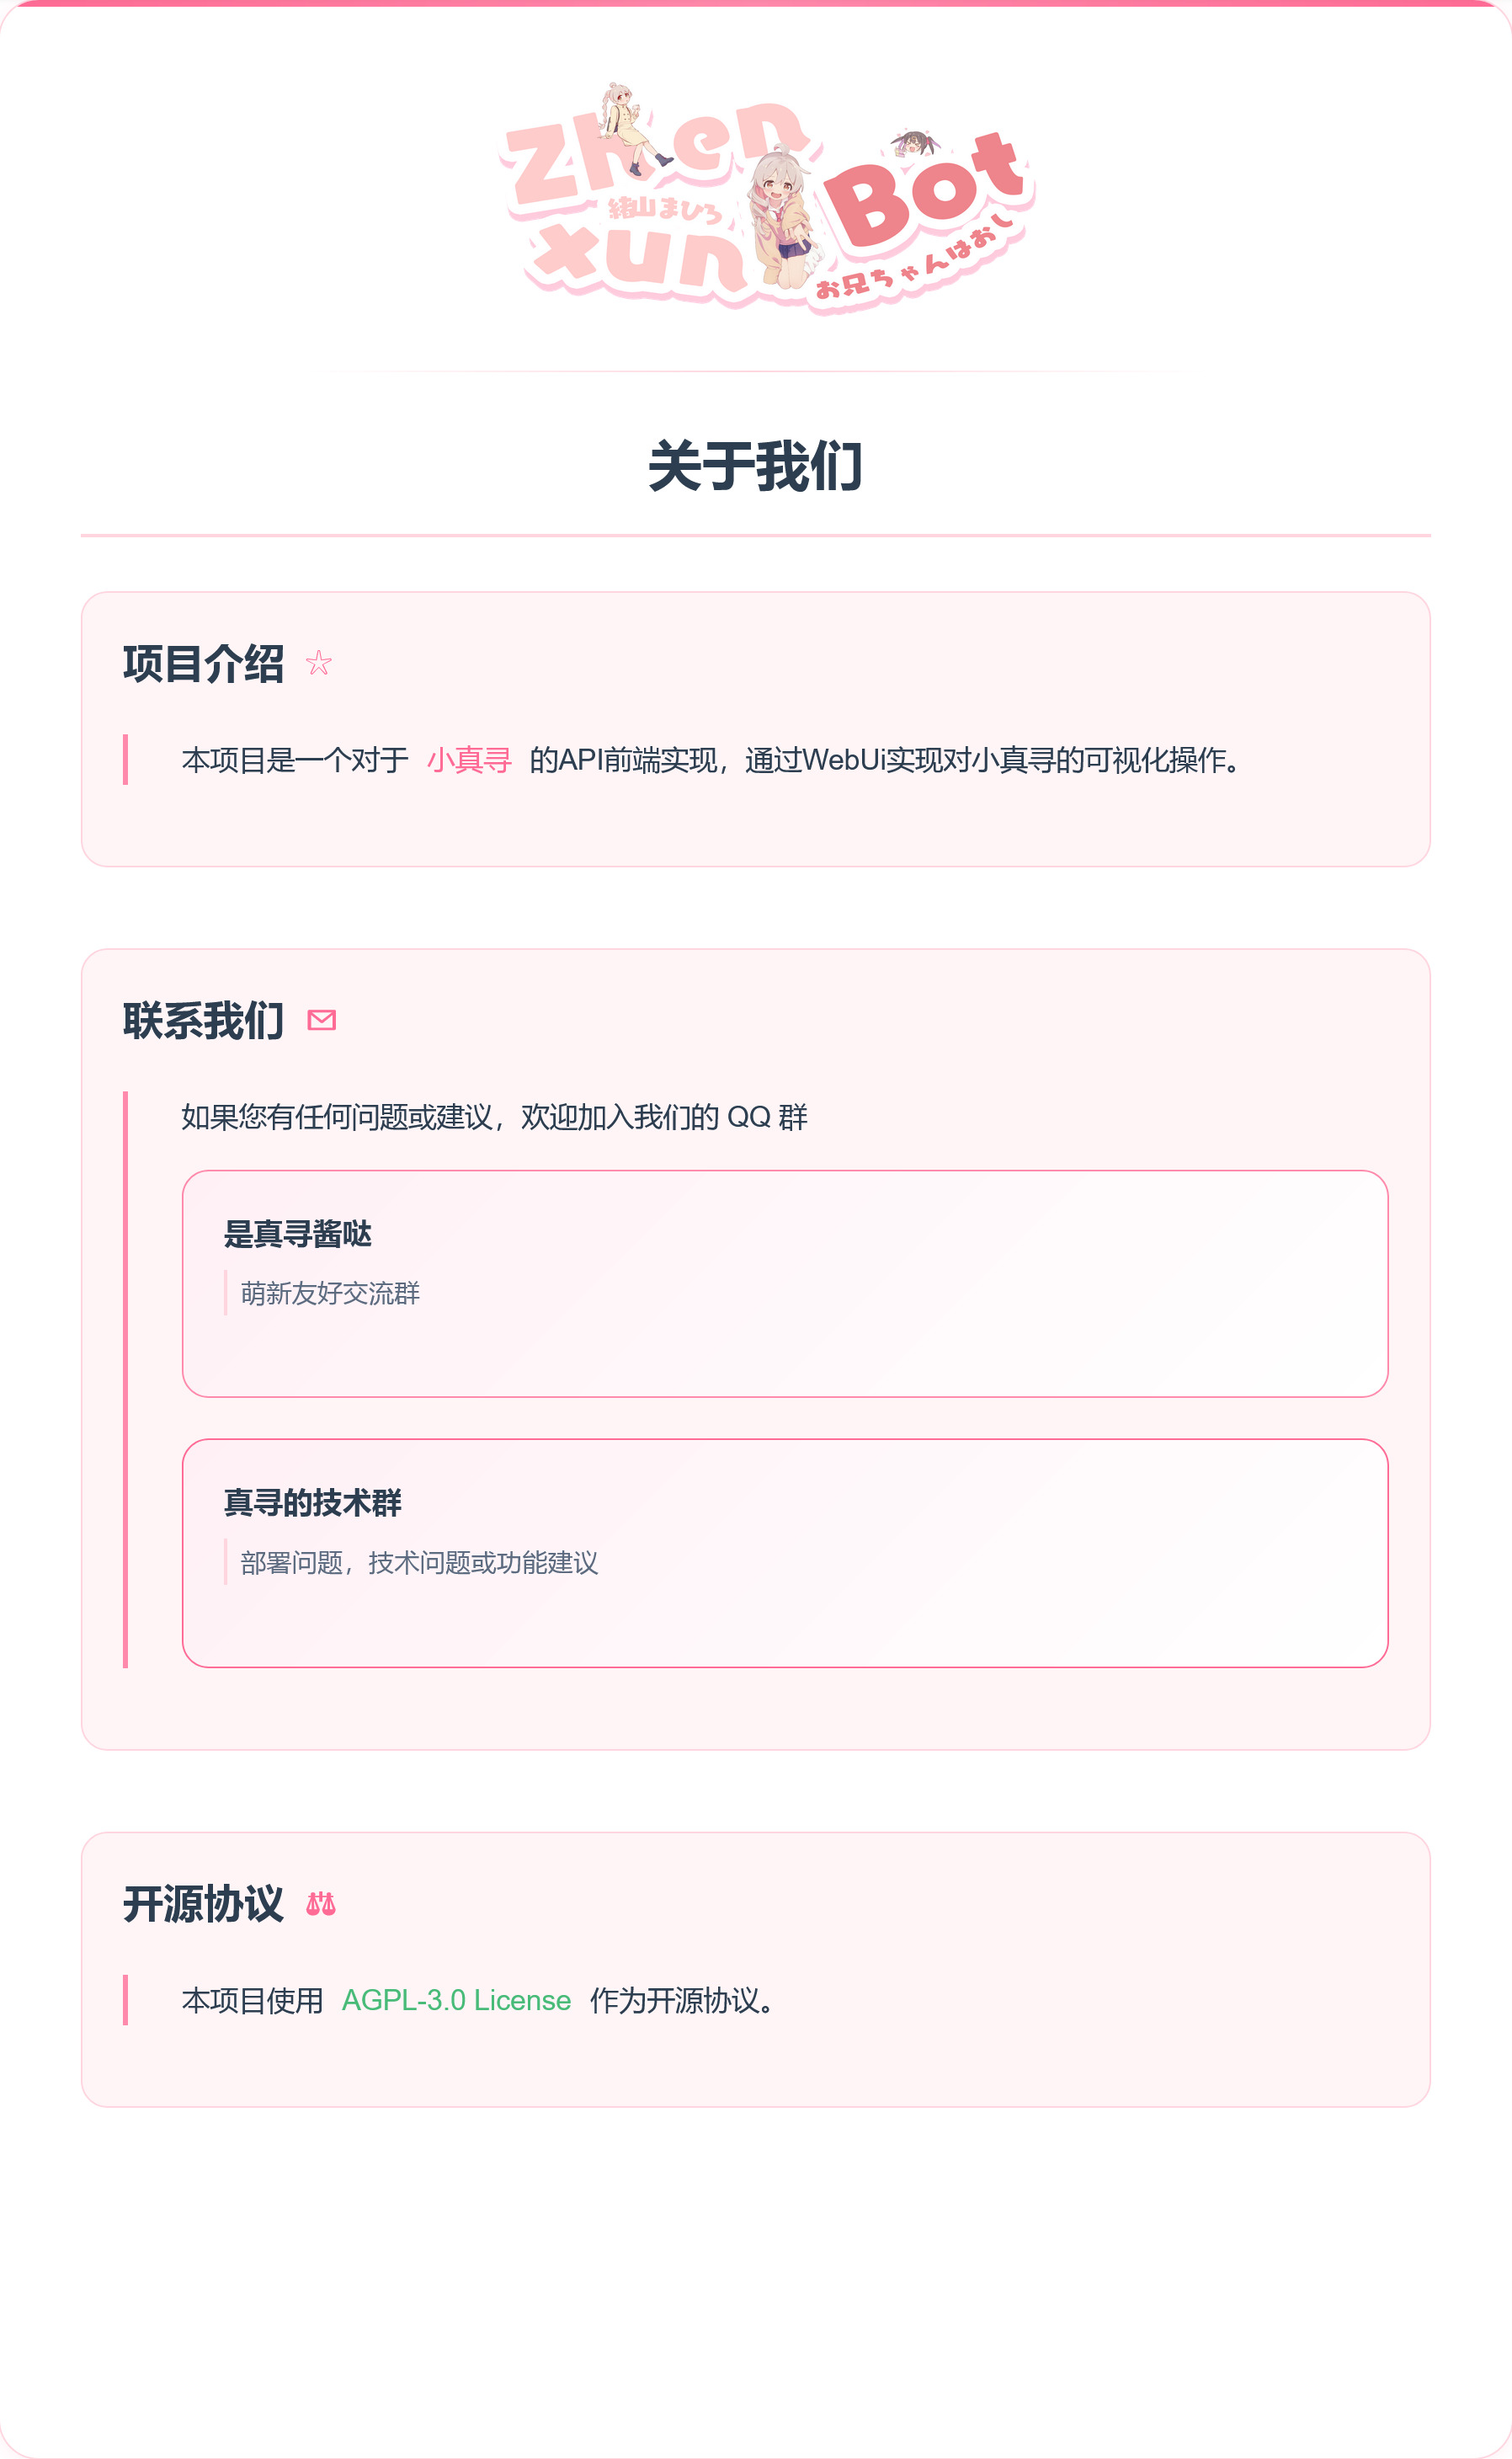 Zhen
緒山まひろ
xun
Bot
お兄ちゃんはおし
关于我们
项目介绍
本项目是一个对于 小真寻 的API前端实现，通过WebUi实现对小真寻的可视化操作。
联系我们
如果您有任何问题或建议，欢迎加入我们的 QQ 群
是真寻酱哒
萌新友好交流群
真寻的技术群
部署问题，技术问题或功能建议
开源协议
本项目使用 AGPL-3.0 License 作为开源协议。